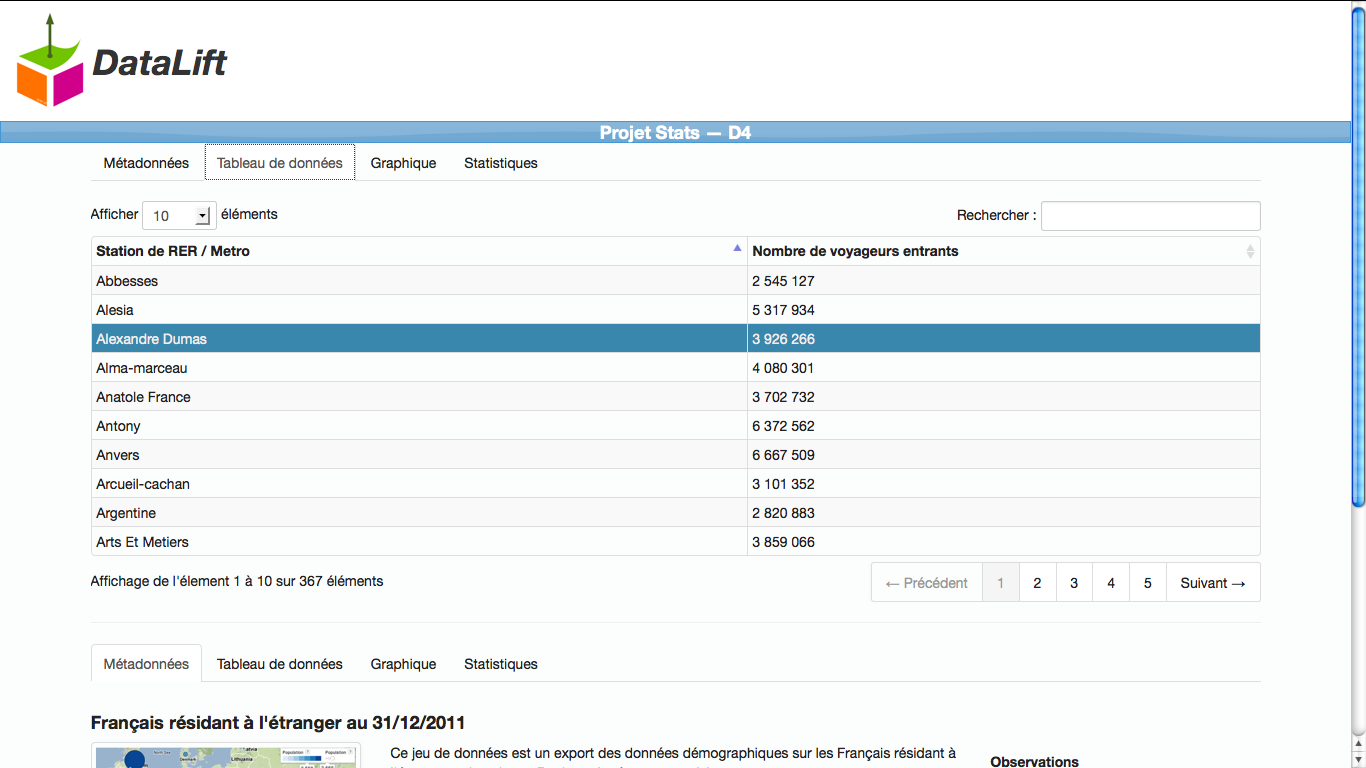 DataLift
Projet Stats — D4
Métadonnées Tableau de données Graphique Statistiques
Afficher 10 éléments Rechercher :
Station de RER / Metro Nombre de voyageurs entrants
Abbesses 2 545 127
Alesia 5 317 934
Alexandre Dumas 3 926 266
Alma-marceau 4 080 301
Anatole France 3 702 732
Antony 6 372 562
Anvers 6 667 509
Arcueil-cachan 3 101 352
Argentine 2 820 883
Arts Et Metiers 3 859 066
Affichage de l'élement 1 à 10 sur 367 éléments ← Précédent 1 2 3 4 5 Suivant →
Métadonnées Tableau de données Graphique Statistiques
Français résidant à l'étranger au 31/12/2011
Ce jeu de données est un export des données démographiques sur les Français résidant à
Observations
Lithuania